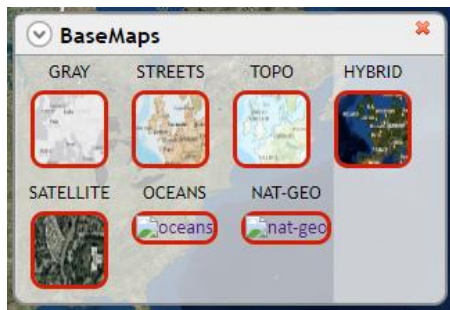 BaseMaps
GRAY STREETS TOPO HYBRID
SATELLITE OCEANS NAT-GEO
oceans nat-geo